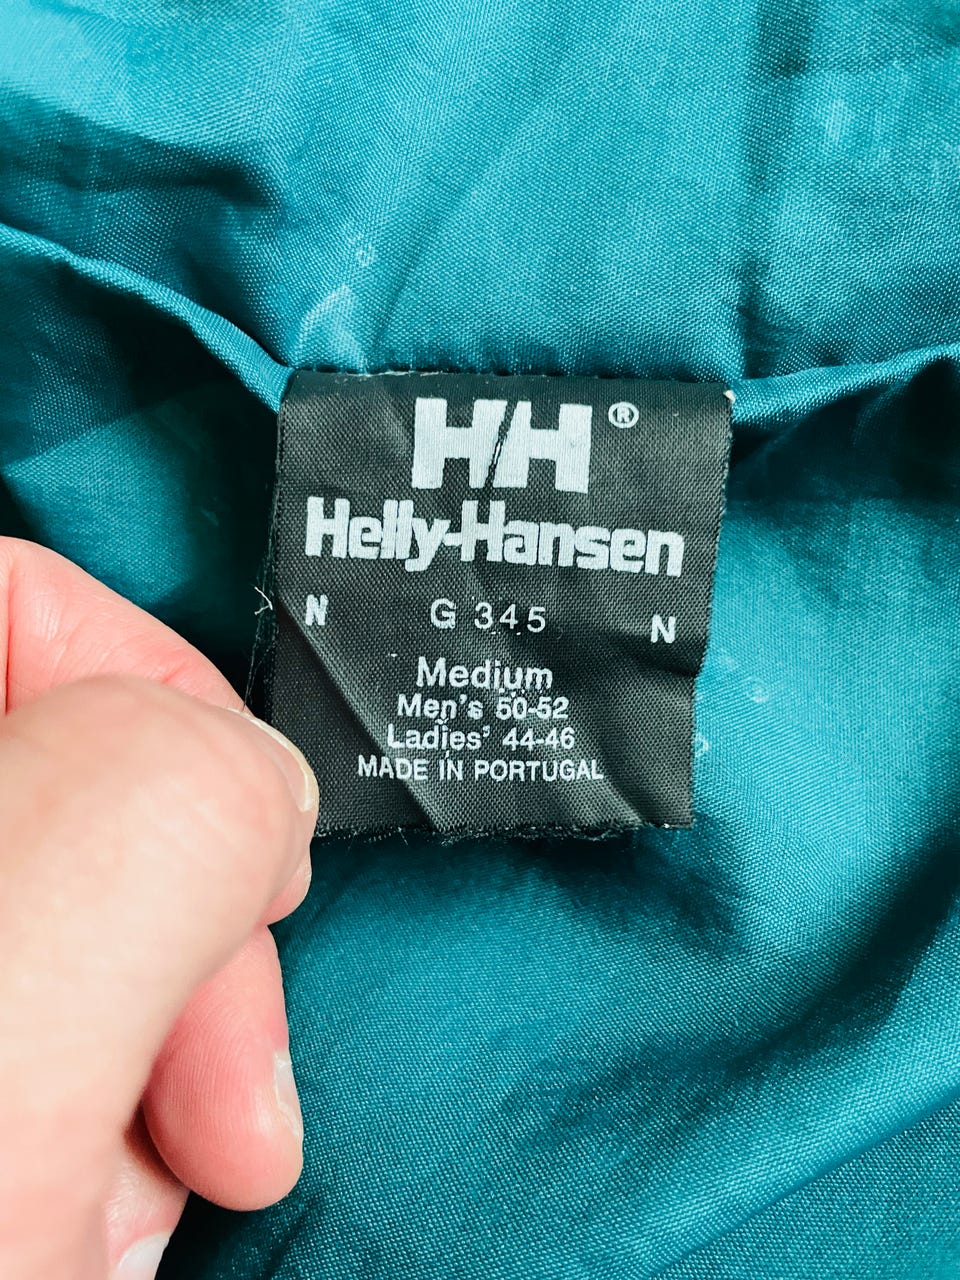 HH®
Helly-Hansen
N G 345 N
Medium
Men's 50-52
Ladies' 44-46
MADE IN PORTUGAL